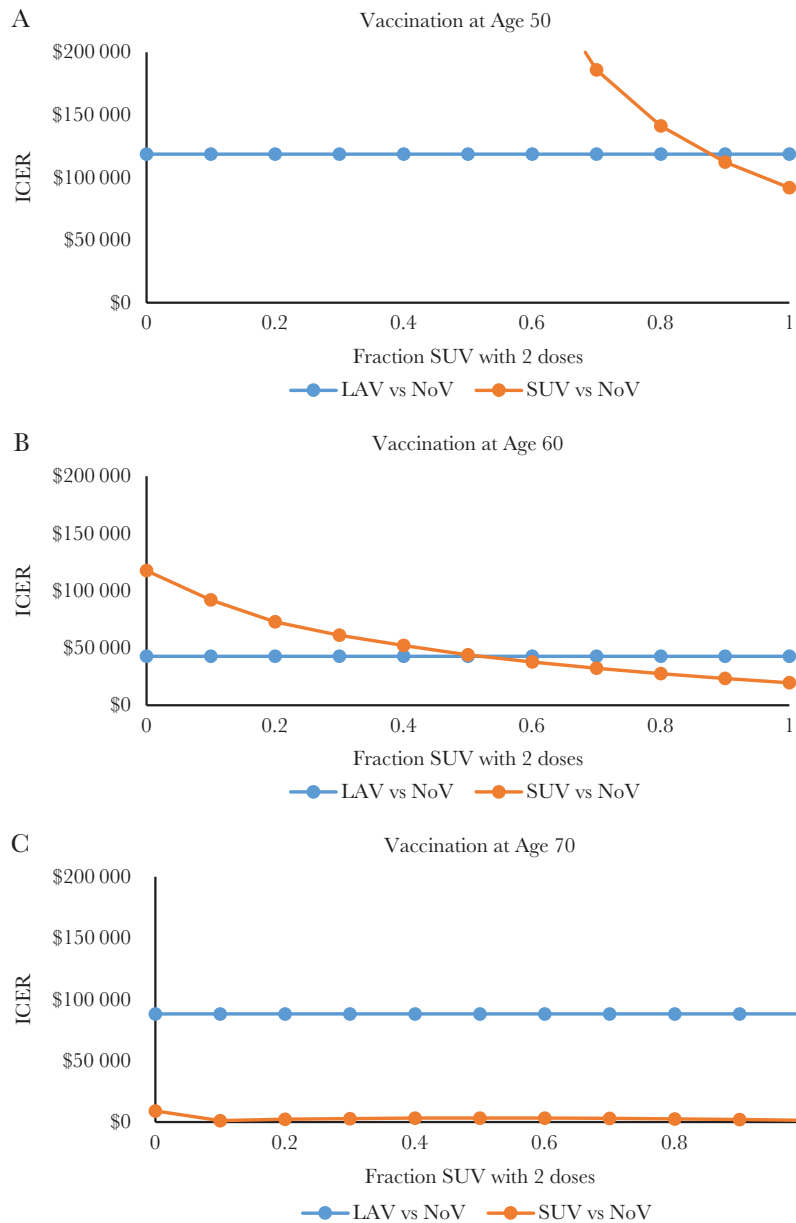 A
Vaccination at Age 50
$200 000
$150 000
$100 000
$50 000
$0
ICER
0 0.2 0.4 0.6 0.8 1
Fraction SUV with 2 doses
LAV vs NoV SUV vs NoV
B
Vaccination at Age 60
$200 000
$150 000
$100 000
$50 000
$0
ICER
0 0.2 0.4 0.6 0.8 1
Fraction SUV with 2 doses
LAV vs NoV SUV vs NoV
C
Vaccination at Age 70
$200 000
$150 000
$100 000
$50 000
$0
ICER
0 0.2 0.4 0.6 0.8
Fraction SUV with 2 doses
LAV vs NoV SUV vs NoV